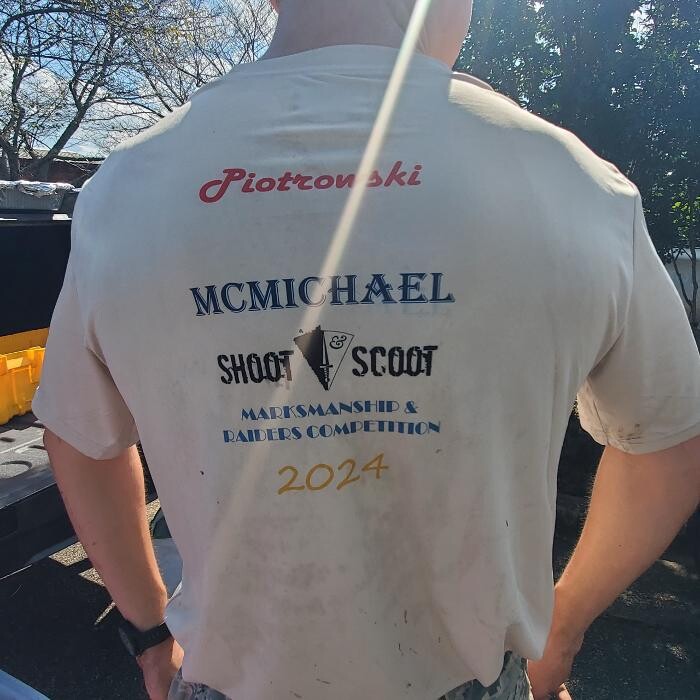 Piotrowski
MCMICHAEL
SHOOT & SCOOT
MARKSMANSHIP &
RAIDERS COMPETITION
2024